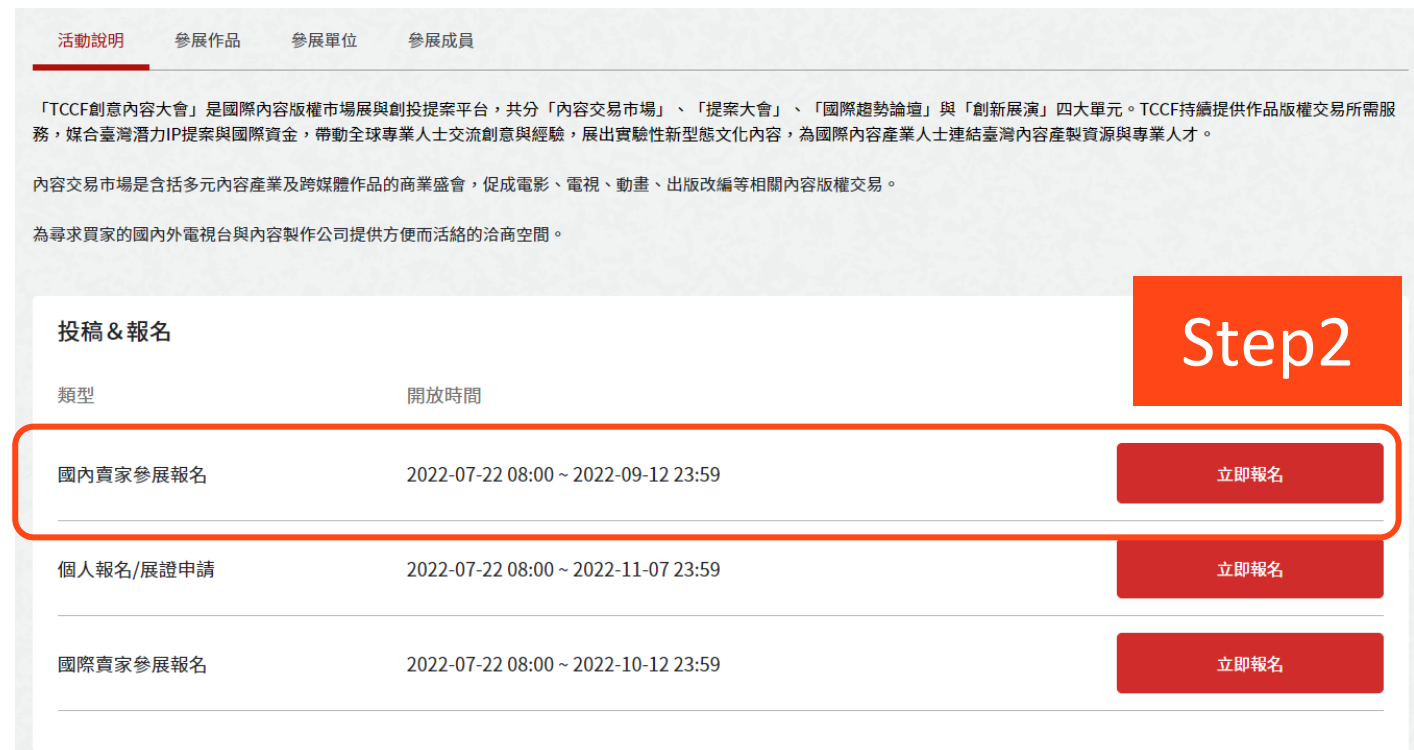 活動說明 參展作品 參展單位 參展成員
「TCCF創意內容大會」是國際內容版權市場展與創投提案平台，共分「內容交易市場」、「提案大會」、「國際趨勢論壇」與「創新展演」四大單元。TCCF持續提供作品版權交易所需服
務，媒合臺灣潛力IP提案與國際資金，帶動全球專業人士交流創意與經驗，展出實驗性新型態文化內容，為國際內容產業人士連結臺灣內容產製資源與專業人才。
內容交易市場是含括多元內容產業及跨媒體作品的商業盛會，促成電影、電視、動畫、出版改編等相關內容版權交易。
為尋求買家的國內外電視台與內容製作公司提供方便而活絡的洽商空間。
Step2
投稿＆報名
類型 開放時間
國內賣家參展報名 2022-07-22 08:00 ~ 2022-09-12 23:59 立即報名
個人報名/展證申請 2022-07-22 08:00 ~ 2022-11-07 23:59 立即報名
國際賣家參展報名 2022-07-22 08:00 ~ 2022-10-12 23:59 立即報名